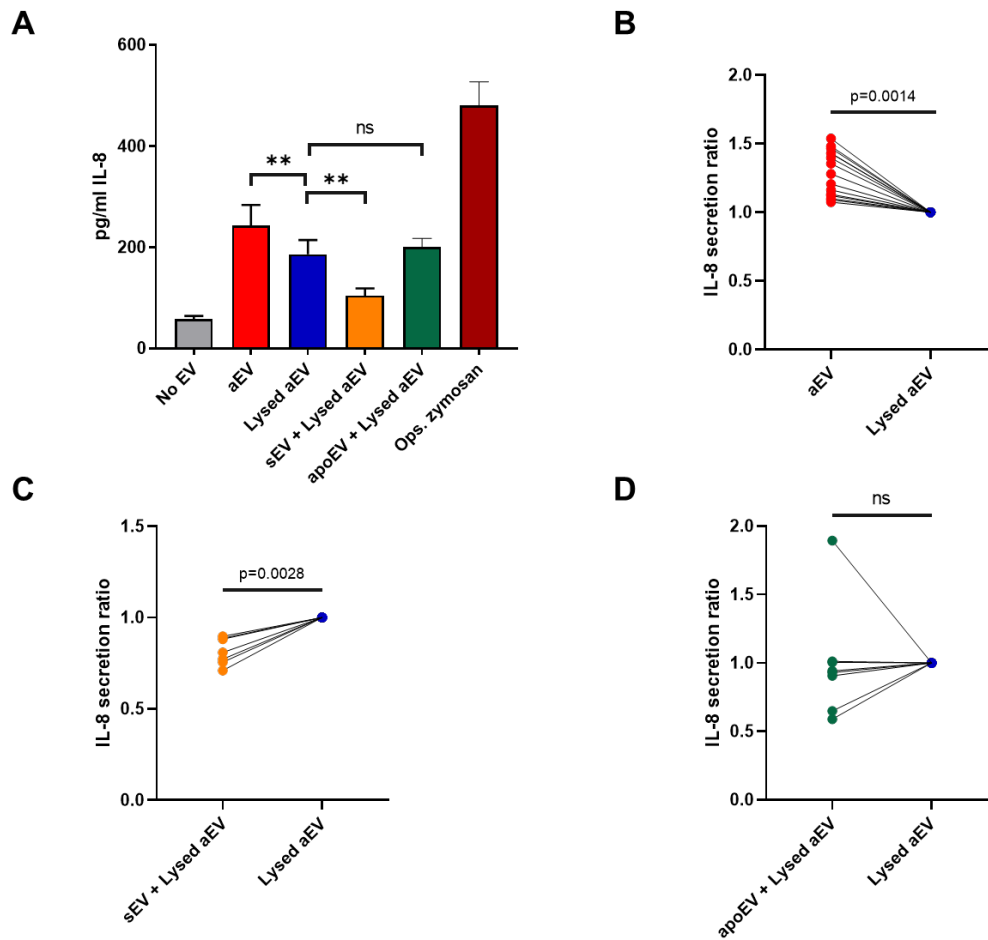 A
pg/ml IL-8
600
400
200
0
**
**
ns
No EV
aEV
Lysed aEV
sEV + Lysed aEV
apoEV + Lysed aEV
Ops. zymosan
B
IL-8 secretion ratio
2.0
1.5
1.0
0.5
0.0
p=0.0014
aEV
Lysed aEV
C
IL-8 secretion ratio
1.5
1.0
0.5
0.0
p=0.0028
sEV + Lysed aEV
Lysed aEV
D
IL-8 secretion ratio
2.0
1.5
1.0
0.5
0.0
ns
apoEV + Lysed aEV
Lysed aEV